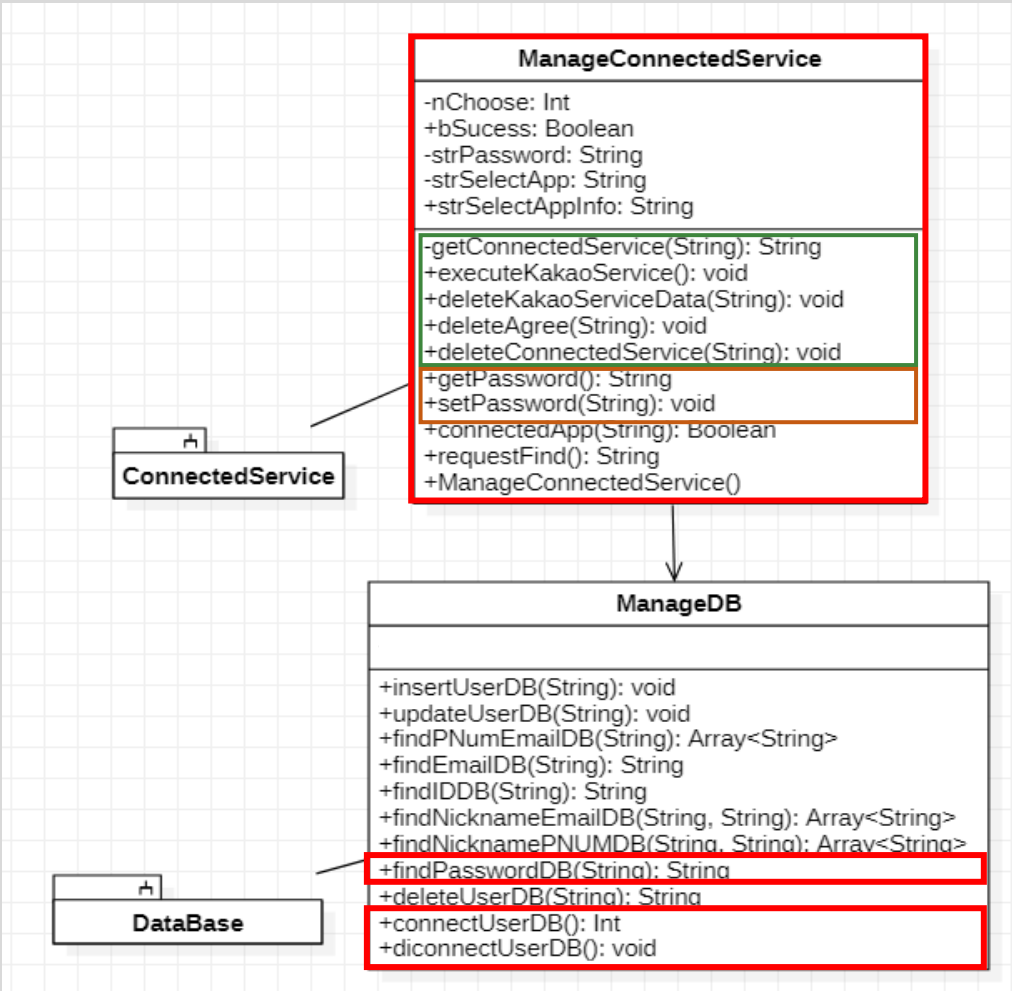 ManageConnectedService
-nChoose: Int
+bSucess: Boolean
-strPassword: String
-strSelectApp: String
+strSelectAppInfo: String
-getConnectedService(String): String
+executeKakaoService(): void
+deleteKakaoServiceData(String): void
+deleteAgree(String): void
+deleteConnectedService(String): void
+getPassword(): String
+setPassword(String): void
+connectedApp(String): Boolean
+requestFind(): String
+ManageConnectedService()
ConnectedService
ManageDB
+insertUserDB(String): void
+updateUserDB(String): void
+findPNumEmailDB(String): Array<String>
+findEmailDB(String): String
+findIDDB(String): String
+findNicknameEmailDB(String, String): Array<String>
+findNicknamePNUMDB(String, String): Array<String>
+findPasswordDB(String): String
+deleteUserDB(String): String
+connectUserDB(): Int
+diconnectUserDB(): void
DataBase